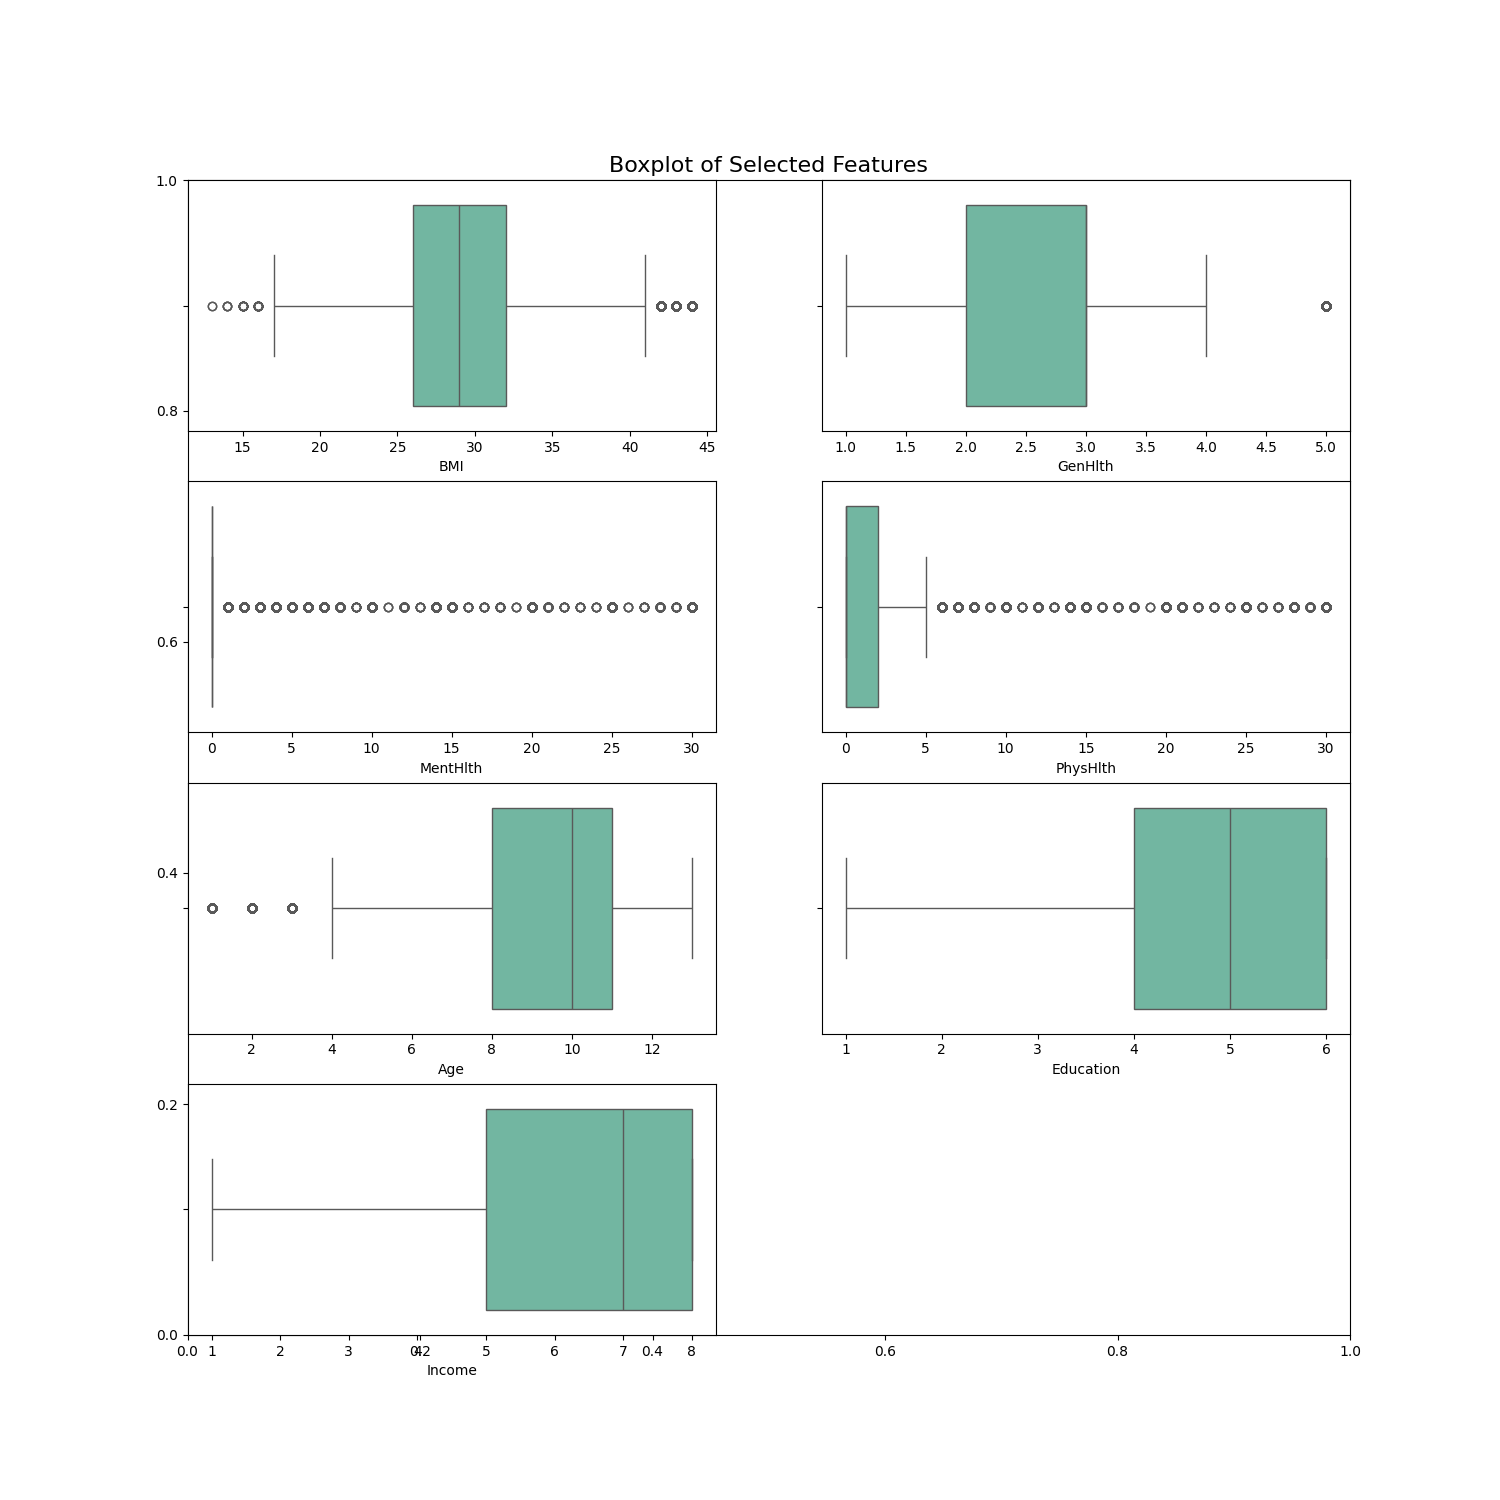 Boxplot of Selected Features
1.0
0.8
15 20 25 30 35 40 45
BMI
1.0 1.5 2.0 2.5 3.0 3.5 4.0 4.5 5.0
GenHlth
0.6
0 5 10 15 20 25 30
MentHlth
0 5 10 15 20 25 30
PhysHlth
0.4
2 4 6 8 10 12
Age
1 2 3 4 5 6
Education
0.2
0.0
0.0 1 2 3 4 0.2 5 6 7 0.4 8 0.6 0.8 1.0
Income